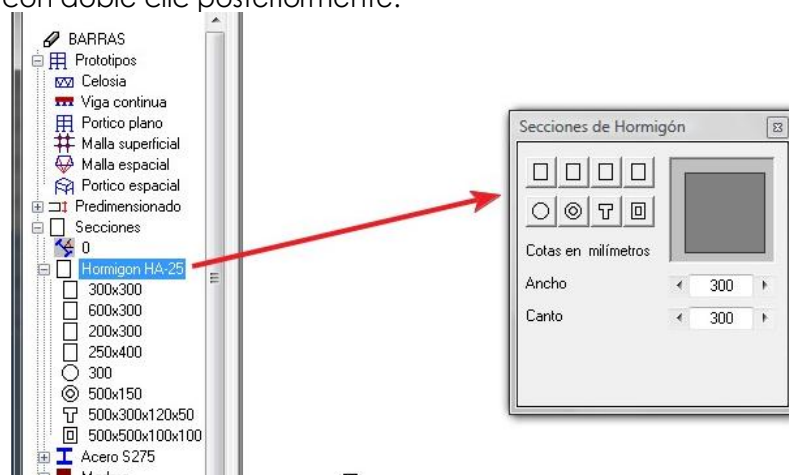 con doble clic posteriormente.
BARRAS
Prototipos
Celosia
Viga continua
Portico plano
Malla superficial
Malla espacial
Portico espacial
Predimensionado
Secciones
0
Hormigon HA-25
300x300
600x300
200x300
250x400
300
500x150
500x300x120x50
500x500x100x100
Acero S275
Secciones de Hormigón
Cotas en milímetros
Ancho 300
Canto 300